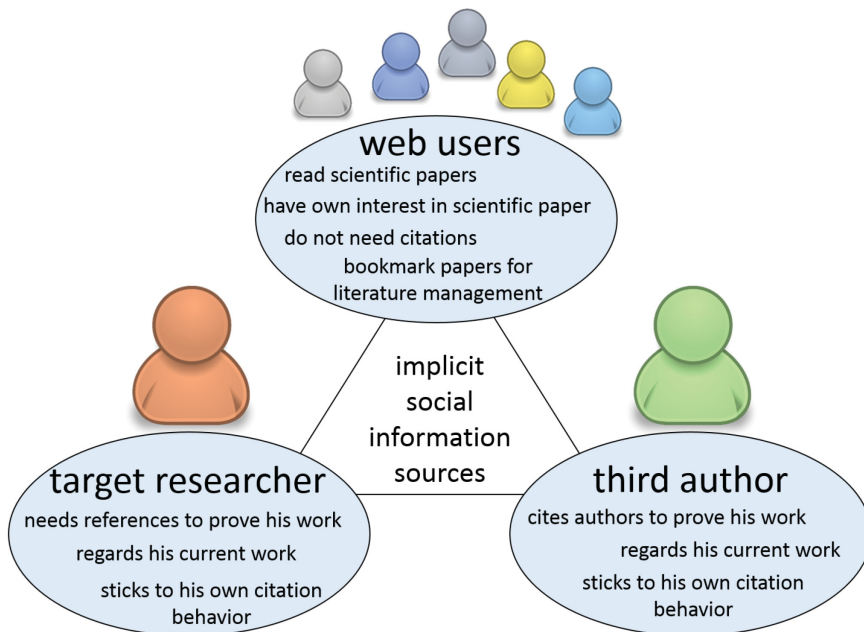 web users
read scientific papers
have own interest in scientific paper
do not need citations
bookmark papers for
literature management
implicit
social
information
sources
target researcher
needs references to prove his work
regards his current work
sticks to his own citation
behavior
third author
cites authors to prove his work
regards his current work
sticks to his own citation
behavior